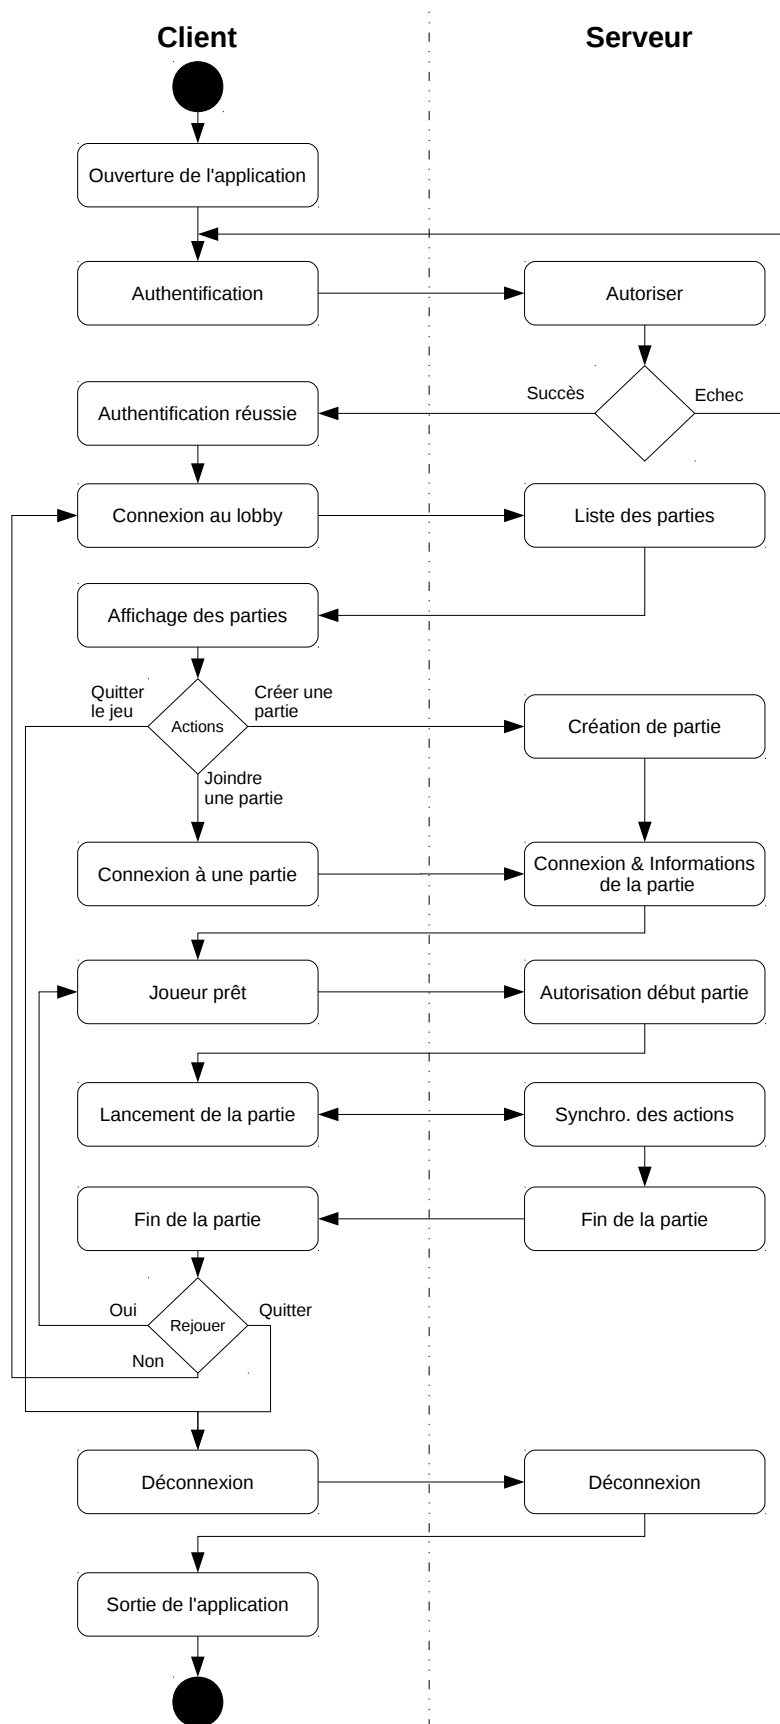 Client
Serveur
Ouverture de l'application
Authentification
Autoriser
Succès
Echec
Authentification réussie
Connexion au lobby
Liste des parties
Affichage des parties
Quitter
le jeu
Créer une
partie
Actions
Création de partie
Joindre
une partie
Connexion à une partie
Connexion & Informations
de la partie
Joueur prêt
Autorisation début partie
Lancement de la partie
Synchro. des actions
Fin de la partie
Fin de la partie
Oui
Quitter
Rejouer
Non
Déconnexion
Déconnexion
Sortie de l'application